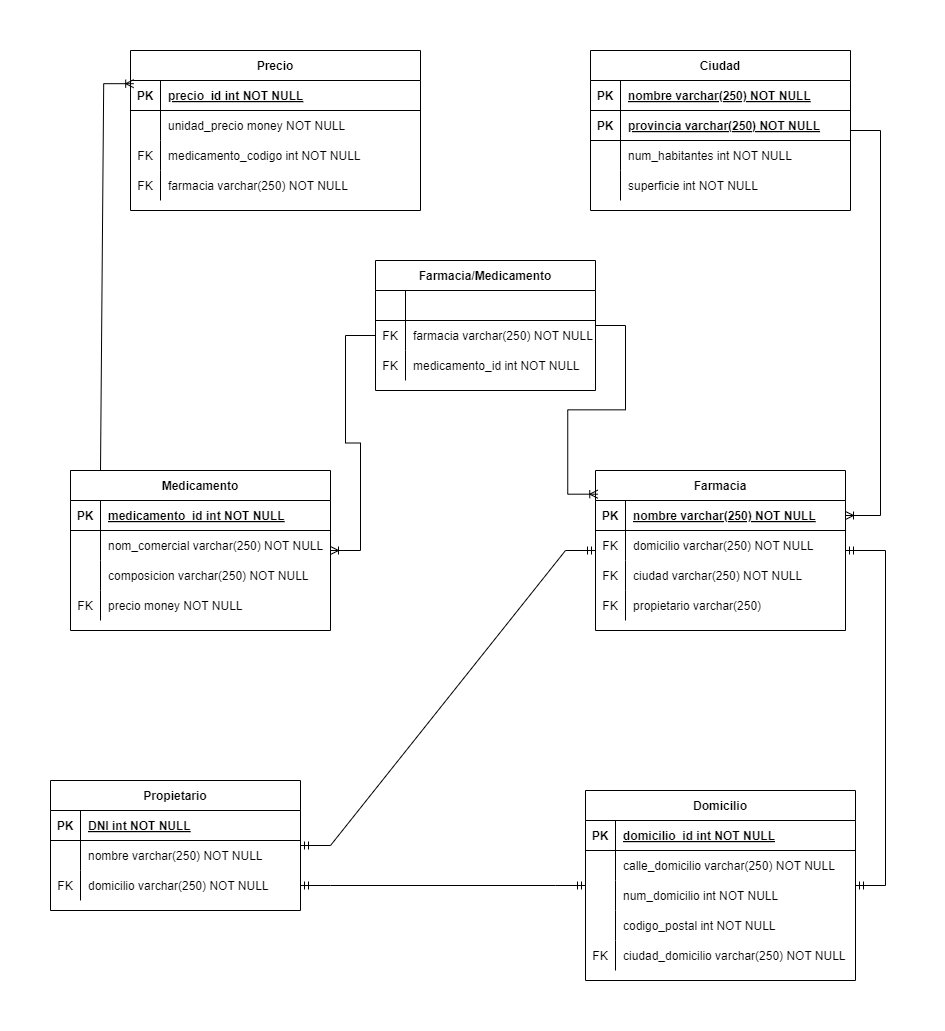 Precio
PK precio_id int NOT NULL
unidad_precio money NOT NULL
FK medicamento_codigo int NOT NULL
FK farmacia varchar(250) NOT NULL
Ciudad
PK nombre varchar(250) NOT NULL
PK provincia varchar(250) NOT NULL
num_habitantes int NOT NULL
superficie int NOT NULL
Farmacia/Medicamento
FK farmacia varchar(250) NOT NULL
FK medicamento_id int NOT NULL
Medicamento
PK medicamento_id int NOT NULL
nom_comercial varchar(250) NOT NULL
composicion varchar(250) NOT NULL
FK precio money NOT NULL
Farmacia
PK nombre varchar(250) NOT NULL
FK domicilio varchar(250) NOT NULL
FK ciudad varchar(250) NOT NULL
FK propietario varchar(250)
Propietario
PK DNI int NOT NULL
nombre varchar(250) NOT NULL
FK domicilio varchar(250) NOT NULL
Domicilio
PK domicilio_id int NOT NULL
calle_domicilio varchar(250) NOT NULL
num_domicilio int NOT NULL
codigo_postal int NOT NULL
FK ciudad_domicilio varchar(250) NOT NULL